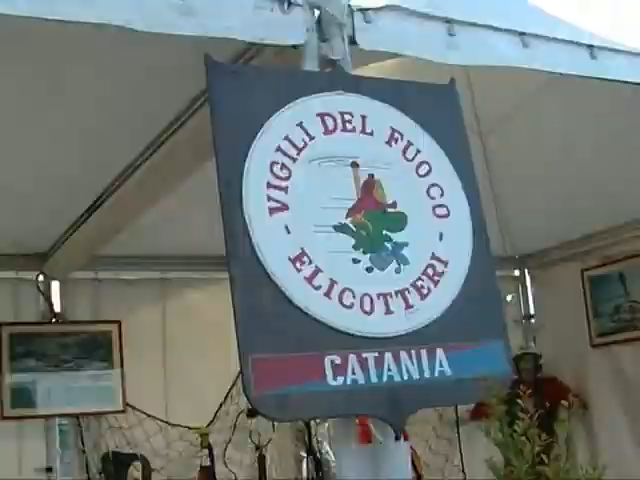 - VIGILI DEL FUOCO -
ELICOTTERI
CATANIA